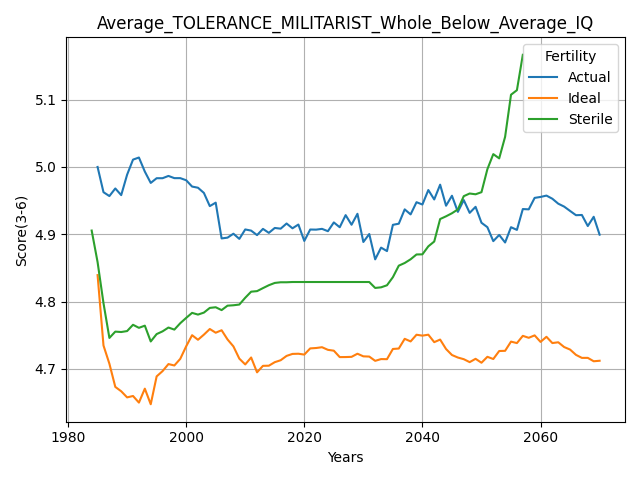 Average_TOLERANCE_MILITARIST_Whole_Below_Average_IQ
Fertility
Actual
Ideal
Sterile
Score(3-6)
5.1
5.0
4.9
4.8
4.7
1980
2000
2020
2040
2060
Years